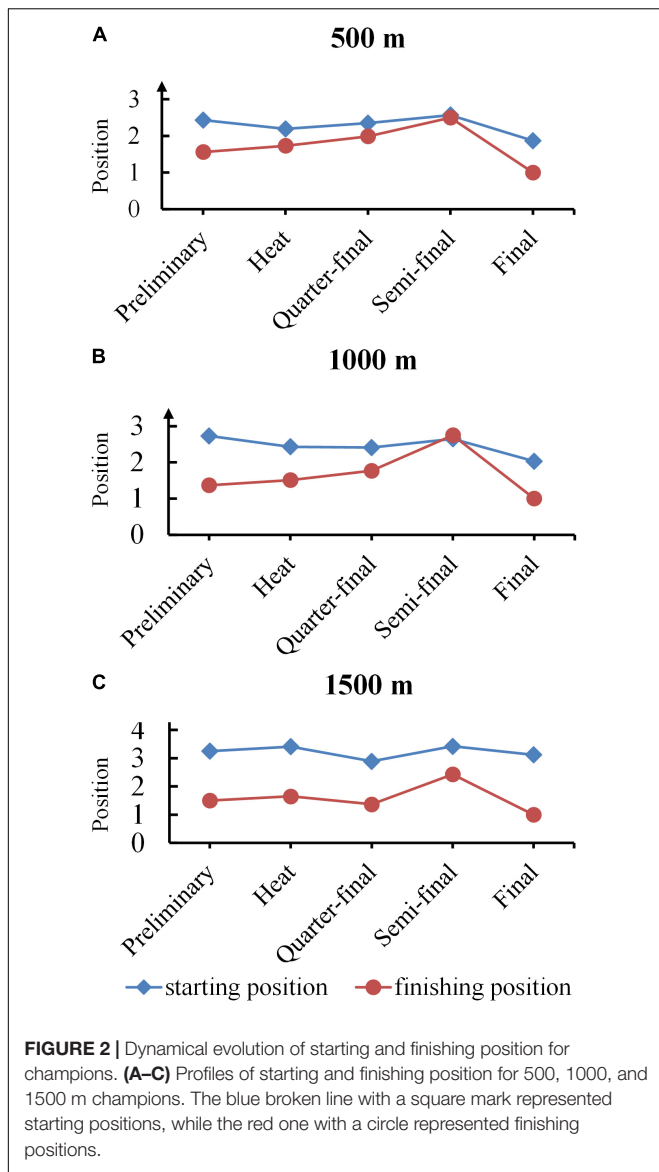 A
500 m
Position
3
2
1
0
Preliminary
Heat
Quarter-final
Semi-final
Final
B
1000 m
Position
3
2
1
0
Preliminary
Heat
Quarter-final
Semi-final
Final
C
1500 m
Position
4
3
2
1
0
Preliminary
Heat
Quarter-final
Semi-final
Final
starting position finishing position
FIGURE 2 | Dynamical evolution of starting and finishing position for
champions. (A–C) Profiles of starting and finishing position for 500, 1000, and
1500 m champions. The blue broken line with a square mark represented
starting positions, while the red one with a circle represented finishing
positions.